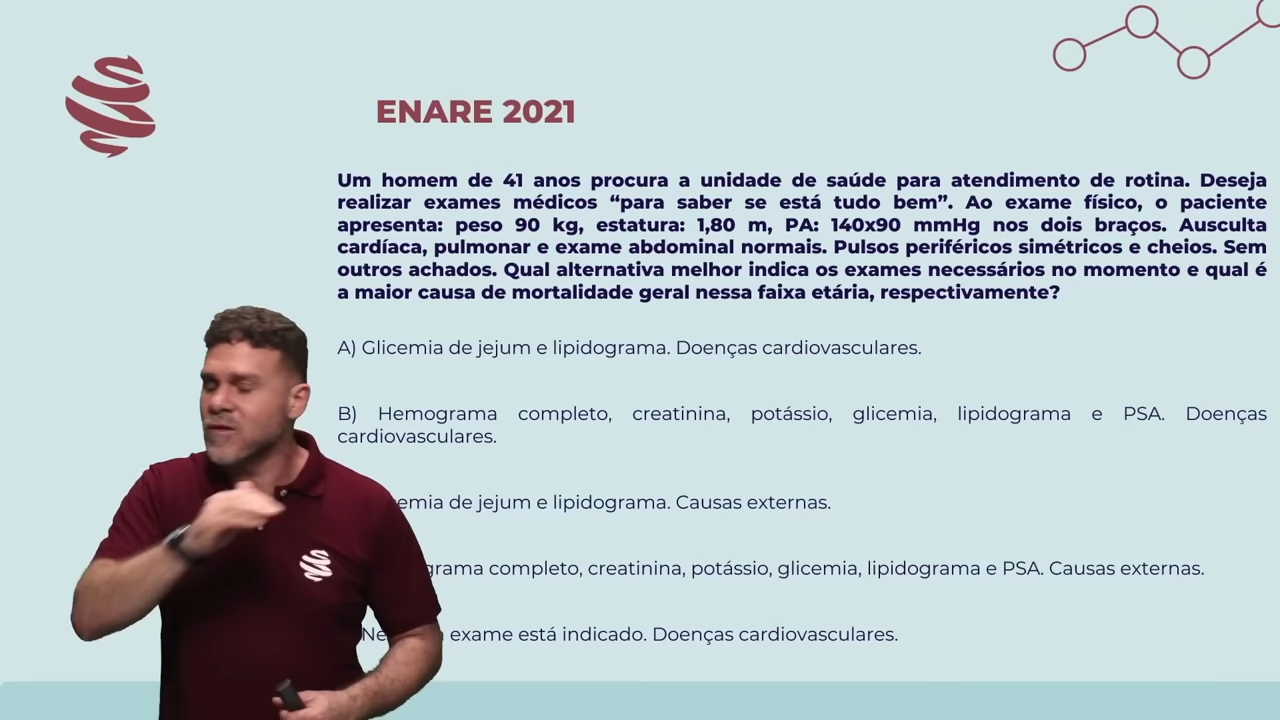 ENARE 2021
Um homem de 41 anos procura a unidade de saúde para atendimento de rotina. Deseja
realizar exames médicos “para saber se está tudo bem”. Ao exame físico, o paciente
apresenta: peso 90 kg, estatura: 1,80 m, PA: 140x90 mmHg nos dois braços. Ausculta
cardíaca, pulmonar e exame abdominal normais. Pulsos periféricos simétricos e cheios. Sem
outros achados. Qual alternativa melhor indica os exames necessários no momento e qual é
a maior causa de mortalidade geral nessa faixa etária, respectivamente?
A) Glicemia de jejum e lipidograma. Doenças cardiovasculares.
B) Hemograma completo, creatinina, potássio, glicemia, lipidograma e PSA. Doenças
cardiovasculares.
de jejum e lipidograma. Causas externas.
completo, creatinina, potássio, glicemia, lipidograma e PSA. Causas externas.
exame está indicado. Doenças cardiovasculares.